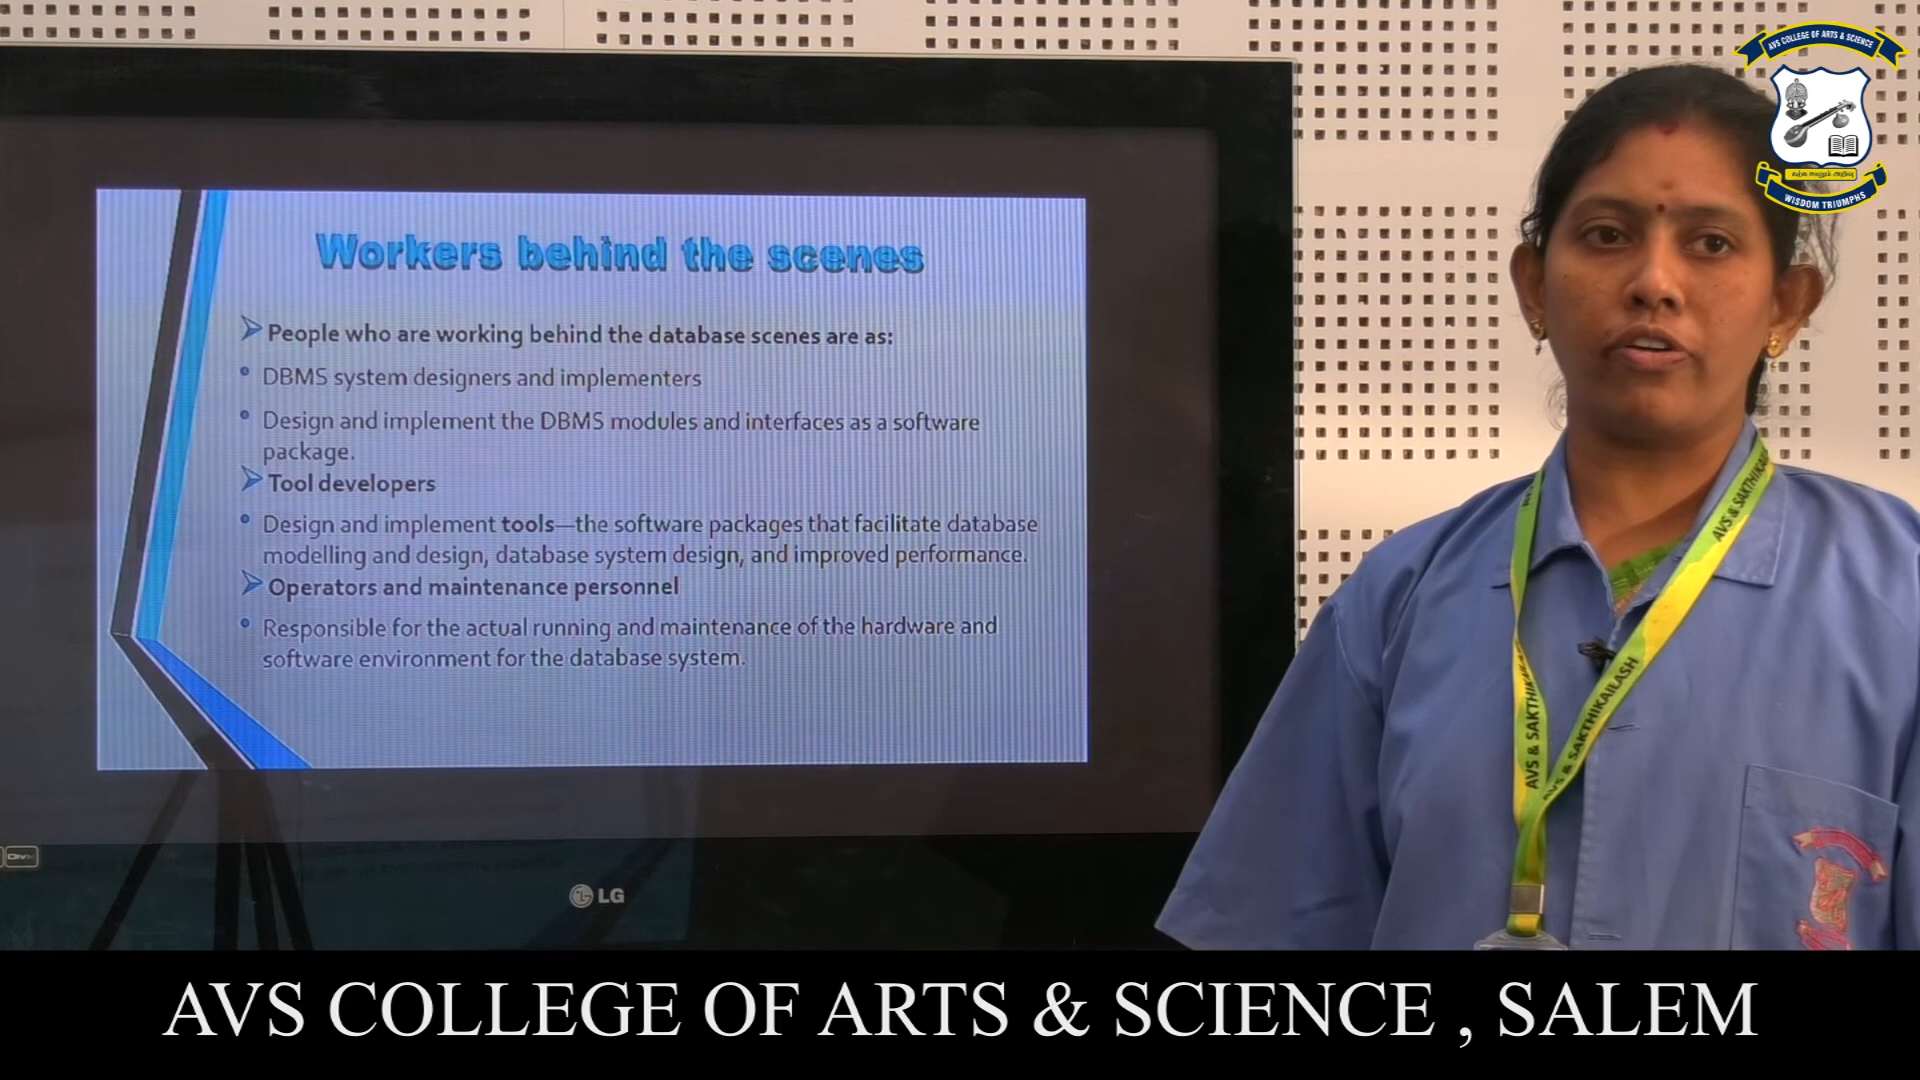 AVS COLLEGE OF ARTS & SCIENCE
WISDOM TRIUMPHS
Workers behind the scenes
People who are working behind the database scenes are as:
DBMS system designers and implementers
Design and implement the DBMS modules and interfaces as a software
package.
Tool developers
Design and implement tools—the software packages that facilitate database
modelling and design, database system design, and improved performance.
Operators and maintenance personnel
Responsible for the actual running and maintenance of the hardware and
software environment for the database system.
AVS & SAKTHIKAILASH
AVS & SAKTHIKAILASH
LG
AVS COLLEGE OF ARTS & SCIENCE , SALEM